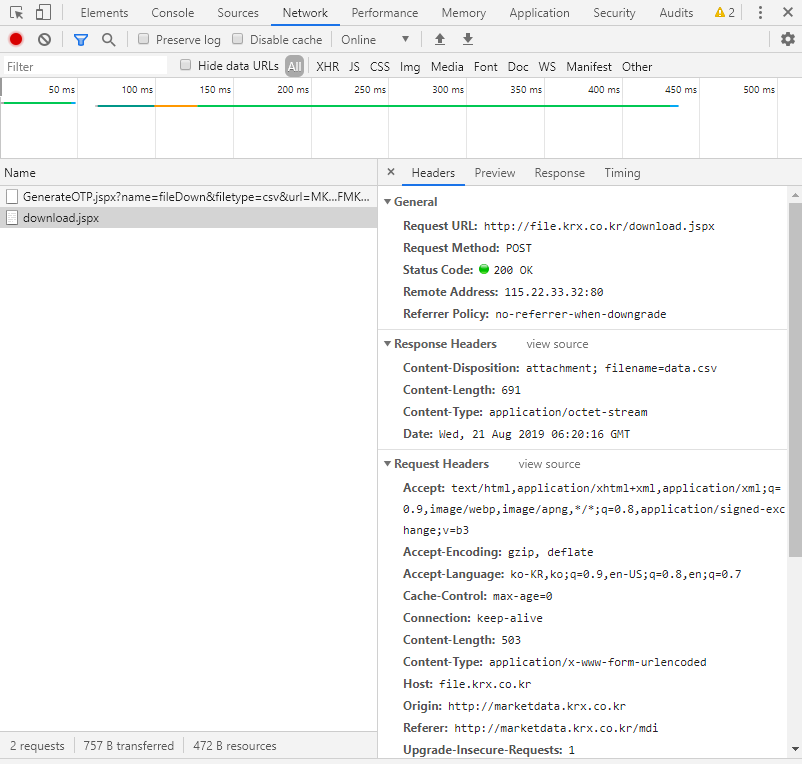 Elements Console Sources Network Performance Memory Application Security Audits 2
Preserve log Disable cache Online
Filter Hide data URLs All XHR JS CSS Img Media Font Doc WS Manifest Other
50 ms 100 ms 150 ms 200 ms 250 ms 300 ms 350 ms 400 ms 450 ms 500 ms
Name
GenerateOTP.jspx?name=fileDown&filetype=csv&url=MK...FMK...
download.jspx
Headers Preview Response Timing
General
Request URL: http://file.krx.co.kr/download.jspx
Request Method: POST
Status Code: 200 OK
Remote Address: 115.22.33.32:80
Referrer Policy: no-referrer-when-downgrade
Response Headers view source
Content-Disposition: attachment; filename=data.csv
Content-Length: 691
Content-Type: application/octet-stream
Date: Wed, 21 Aug 2019 06:20:16 GMT
Request Headers view source
Accept: text/html,application/xhtml+xml,application/xml;q=
0.9,image/webp,image/apng,*/*;q=0.8,application/signed-exc
hange;v=b3
Accept-Encoding: gzip, deflate
Accept-Language: ko-KR,ko;q=0.9,en-US;q=0.8,en;q=0.7
Cache-Control: max-age=0
Connection: keep-alive
Content-Length: 503
Content-Type: application/x-www-form-urlencoded
Host: file.krx.co.kr
Origin: http://marketdata.krx.co.kr
Referer: http://marketdata.krx.co.kr/mdi
Upgrade-Insecure-Requests: 1
2 requests 757 B transferred 472 B resources